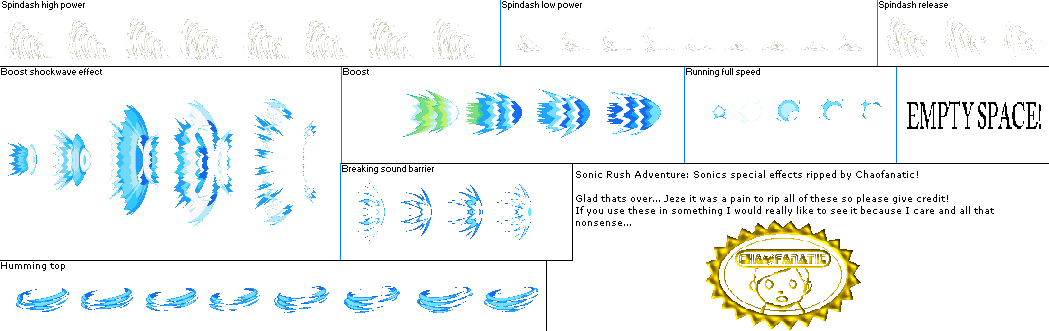 Spindash high power
Spindash low power
Spindash release
Boost shockwave effect
Boost
Running full speed
EMPTY SPACE!
Breaking sound barrier
Sonic Rush Adventure: Sonics special effects ripped by Chaofanatic!
Glad thats over... Jeze it was a pain to rip all of these so please give credit!
If you use these in something I would really like to see it because I care and all that
nonsense...
CHAOFANATIC
Humming top